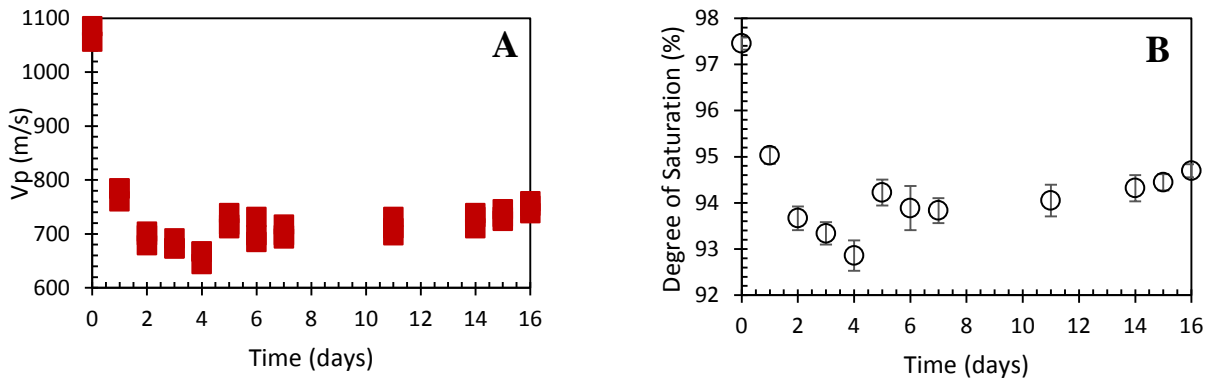 A
Vp (m/s)
1100
1000
900
800
700
600
0 2 4 6 8 10 12 14 16
Time (days)
B
Degree of Saturation (%)
98
97
96
95
94
93
92
0 2 4 6 8 10 12 14 16
Time (days)